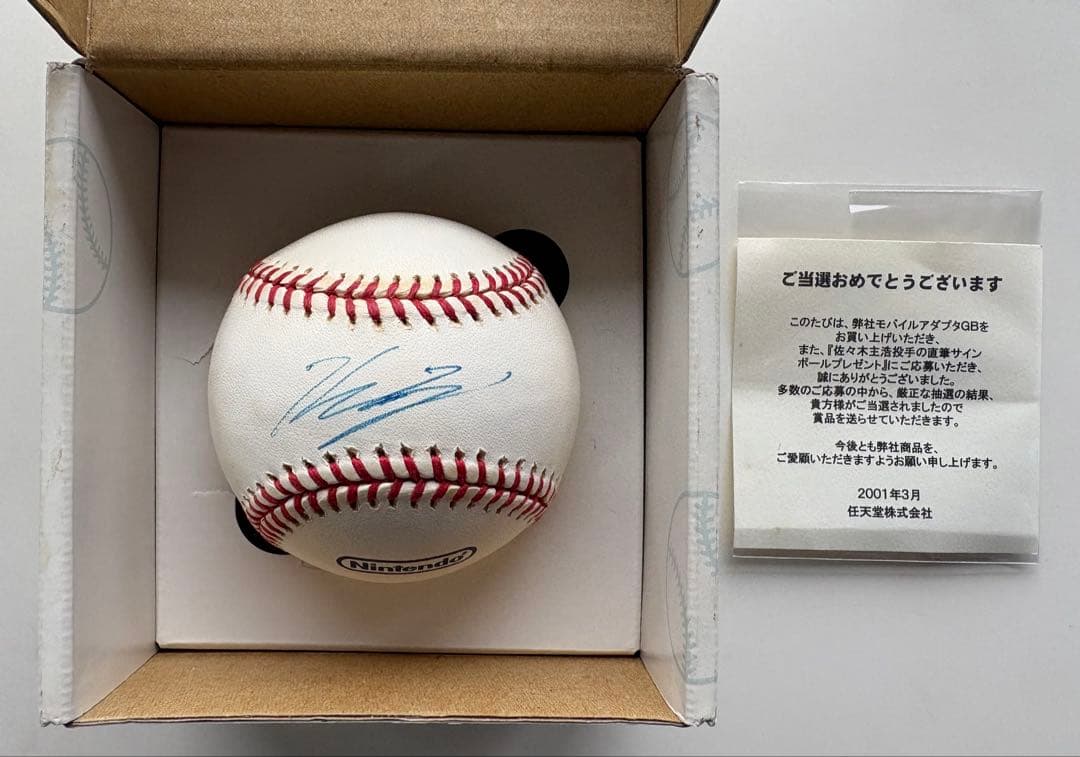 Nintendo®
ご当選おめでとうございます
このたびは、弊社モバイルアダプタGBを
お買い上げいただき、
また、『佐々木主浩投手の直筆サイン
ボールプレゼント』にご応募いただき、
誠にありがとうございました。
多数のご応募の中から、厳正な抽選の結果、
貴方様がご当選されましたので
賞品を送らせていただきます。
今後とも弊社商品を、
ご愛願いただきますようお願い申し上げます。
2001年3月
任天堂株式会社